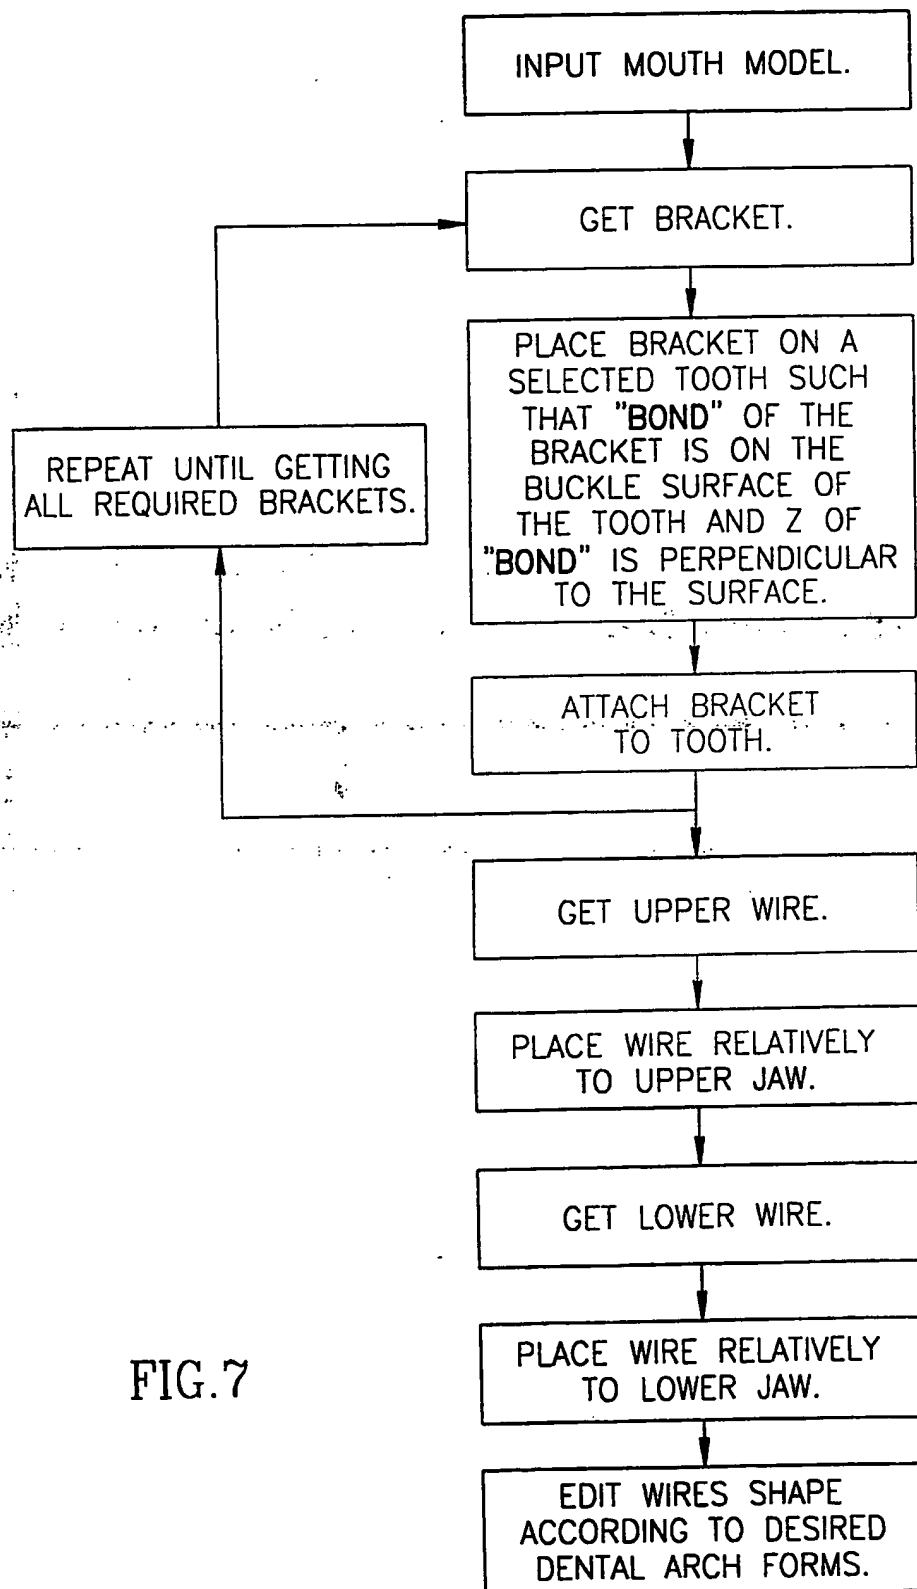 INPUT MOUTH MODEL.
GET BRACKET.
PLACE BRACKET ON A
SELECTED TOOTH SUCH
THAT "BOND" OF THE
BRACKET IS ON THE
BUCKLE SURFACE OF
THE TOOTH AND Z OF
"BOND" IS PERPENDICULAR
TO THE SURFACE.
REPEAT UNTIL GETTING
ALL REQUIRED BRACKETS.
ATTACH BRACKET
TO TOOTH.
GET UPPER WIRE.
PLACE WIRE RELATIVELY
TO UPPER JAW.
GET LOWER WIRE.
PLACE WIRE RELATIVELY
TO LOWER JAW.
EDIT WIRES SHAPE
ACCORDING TO DESIRED
DENTAL ARCH FORMS.
FIG.7